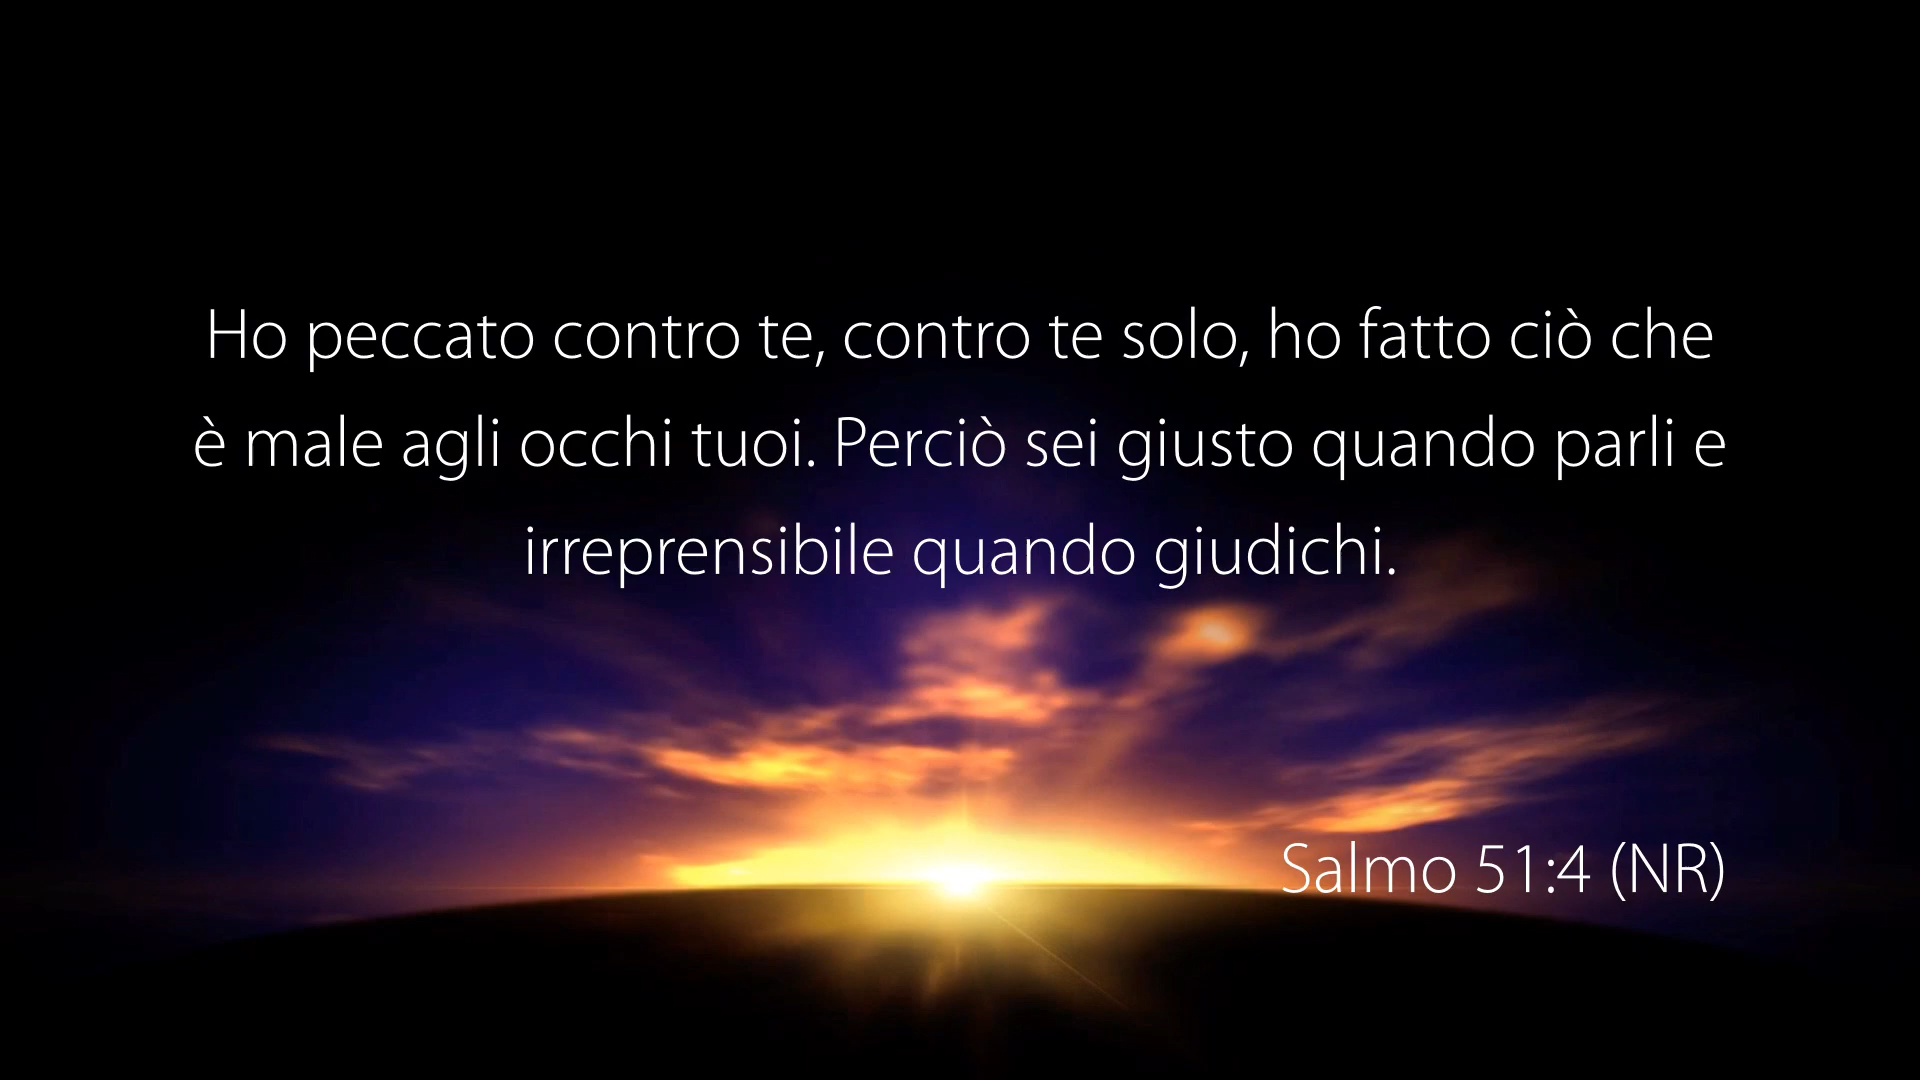 Ho peccato contro te, contro te solo, ho fatto ciò che
è male agli occhi tuoi. Perciò sei giusto quando parli e
irreprensibile quando giudichi.
Salmo 51:4 (NR)